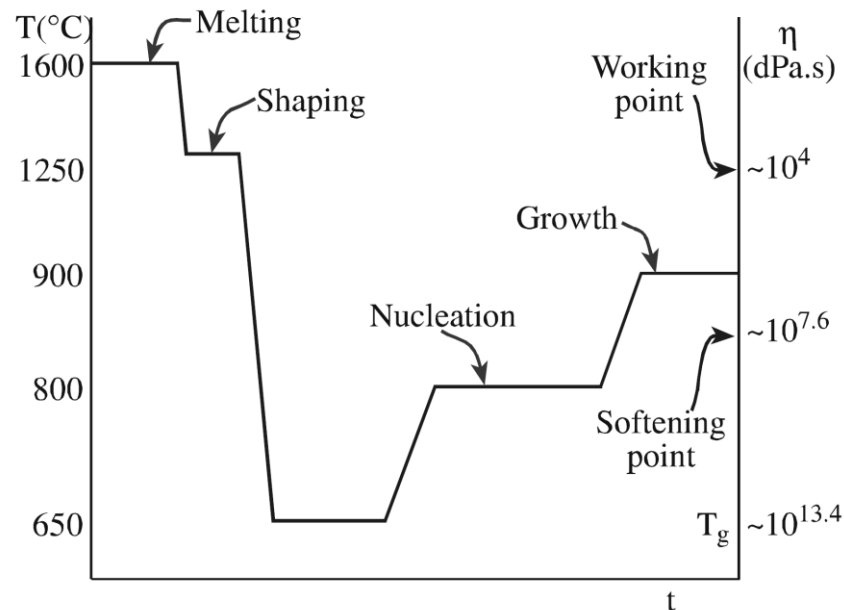 T(°C)
Melting
η
(dPa.s)
1600
Working
point
Shaping
1250
~10^4
Growth
900
Nucleation
~10^7.6
800
Softening
point
650
T_g
~10^13.4
t